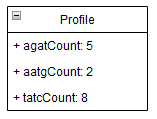 Profile
+ agatCount: 5
+ aatgCount: 2
+ tatcCount: 8